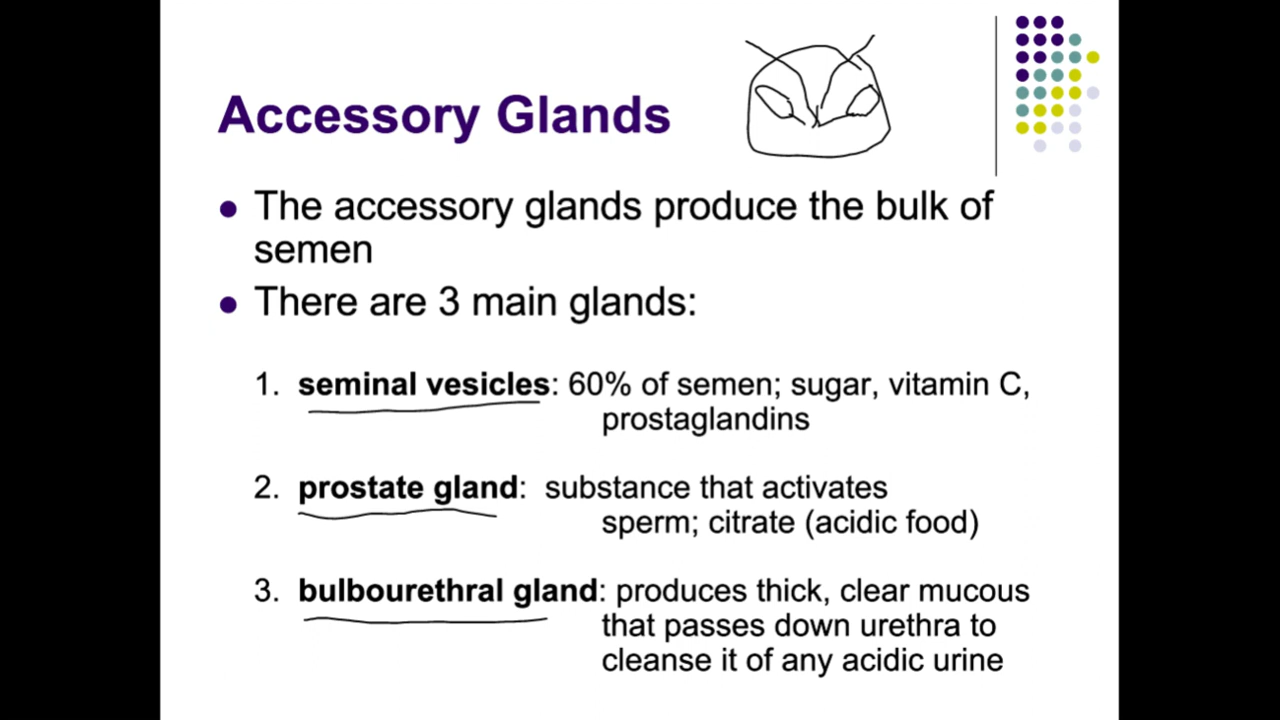 Accessory Glands
● The accessory glands produce the bulk of
semen
● There are 3 main glands:
1. seminal vesicles: 60% of semen; sugar, vitamin C,
prostaglandins
2. prostate gland: substance that activates
sperm; citrate (acidic food)
3. bulbourethral gland: produces thick, clear mucous
that passes down urethra to
cleanse it of any acidic urine